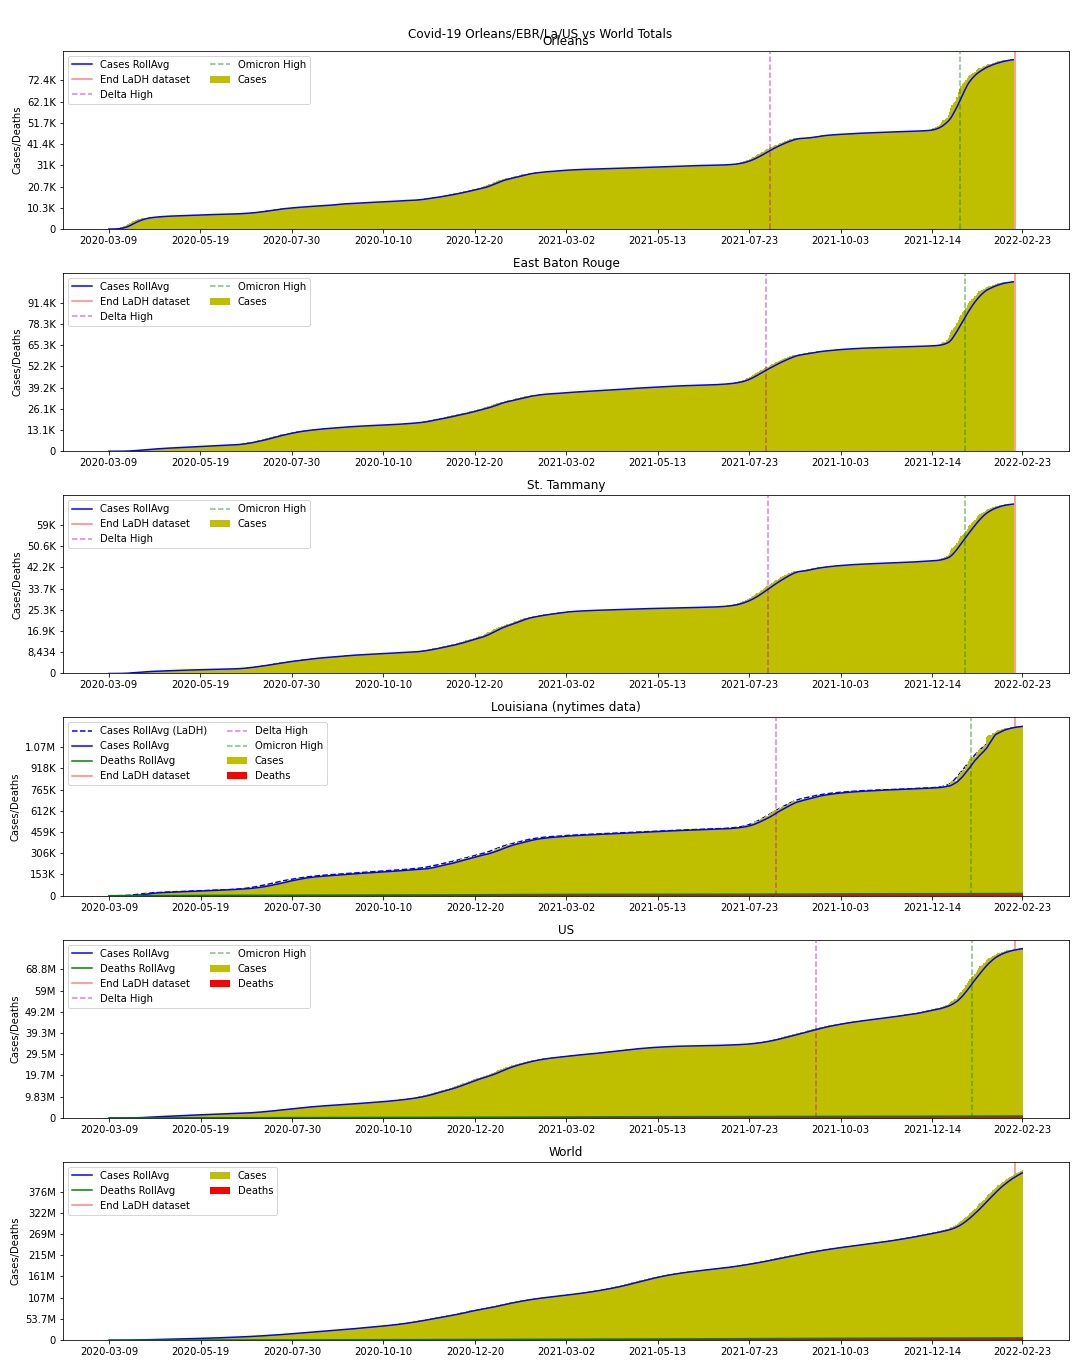 Covid-19 Orleans/EBR/La/US vs World Totals
Orleans
Cases RollAvg
End LaDH dataset
Delta High
Omicron High
Cases
Cases/Deaths
72.4K
62.1K
51.7K
41.4K
31K
20.7K
10.3K
0
2020-03-09 2020-05-19 2020-07-30 2020-10-10 2020-12-20 2021-03-02 2021-05-13 2021-07-23 2021-10-03 2021-12-14 2022-02-23
East Baton Rouge
Cases RollAvg
End LaDH dataset
Delta High
Omicron High
Cases
Cases/Deaths
91.4K
78.3K
65.3K
52.2K
39.2K
26.1K
13.1K
0
2020-03-09 2020-05-19 2020-07-30 2020-10-10 2020-12-20 2021-03-02 2021-05-13 2021-07-23 2021-10-03 2021-12-14 2022-02-23
St. Tammany
Cases RollAvg
End LaDH dataset
Delta High
Omicron High
Cases
Cases/Deaths
59K
50.6K
42.2K
33.7K
25.3K
16.9K
8,434
0
2020-03-09 2020-05-19 2020-07-30 2020-10-10 2020-12-20 2021-03-02 2021-05-13 2021-07-23 2021-10-03 2021-12-14 2022-02-23
Louisiana (nytimes data)
Cases RollAvg (LaDH)
Cases RollAvg
Deaths RollAvg
End LaDH dataset
Delta High
Omicron High
Cases
Deaths
Cases/Deaths
1.07M
918K
765K
612K
459K
306K
153K
0
2020-03-09 2020-05-19 2020-07-30 2020-10-10 2020-12-20 2021-03-02 2021-05-13 2021-07-23 2021-10-03 2021-12-14 2022-02-23
US
Cases RollAvg
Deaths RollAvg
End LaDH dataset
Delta High
Omicron High
Cases
Deaths
Cases/Deaths
68.8M
59M
49.2M
39.3M
29.5M
19.7M
9.83M
0
2020-03-09 2020-05-19 2020-07-30 2020-10-10 2020-12-20 2021-03-02 2021-05-13 2021-07-23 2021-10-03 2021-12-14 2022-02-23
World
Cases RollAvg
Deaths RollAvg
End LaDH dataset
Cases
Deaths
Cases/Deaths
376M
322M
269M
215M
161M
107M
53.7M
0
2020-03-09 2020-05-19 2020-07-30 2020-10-10 2020-12-20 2021-03-02 2021-05-13 2021-07-23 2021-10-03 2021-12-14 2022-02-23